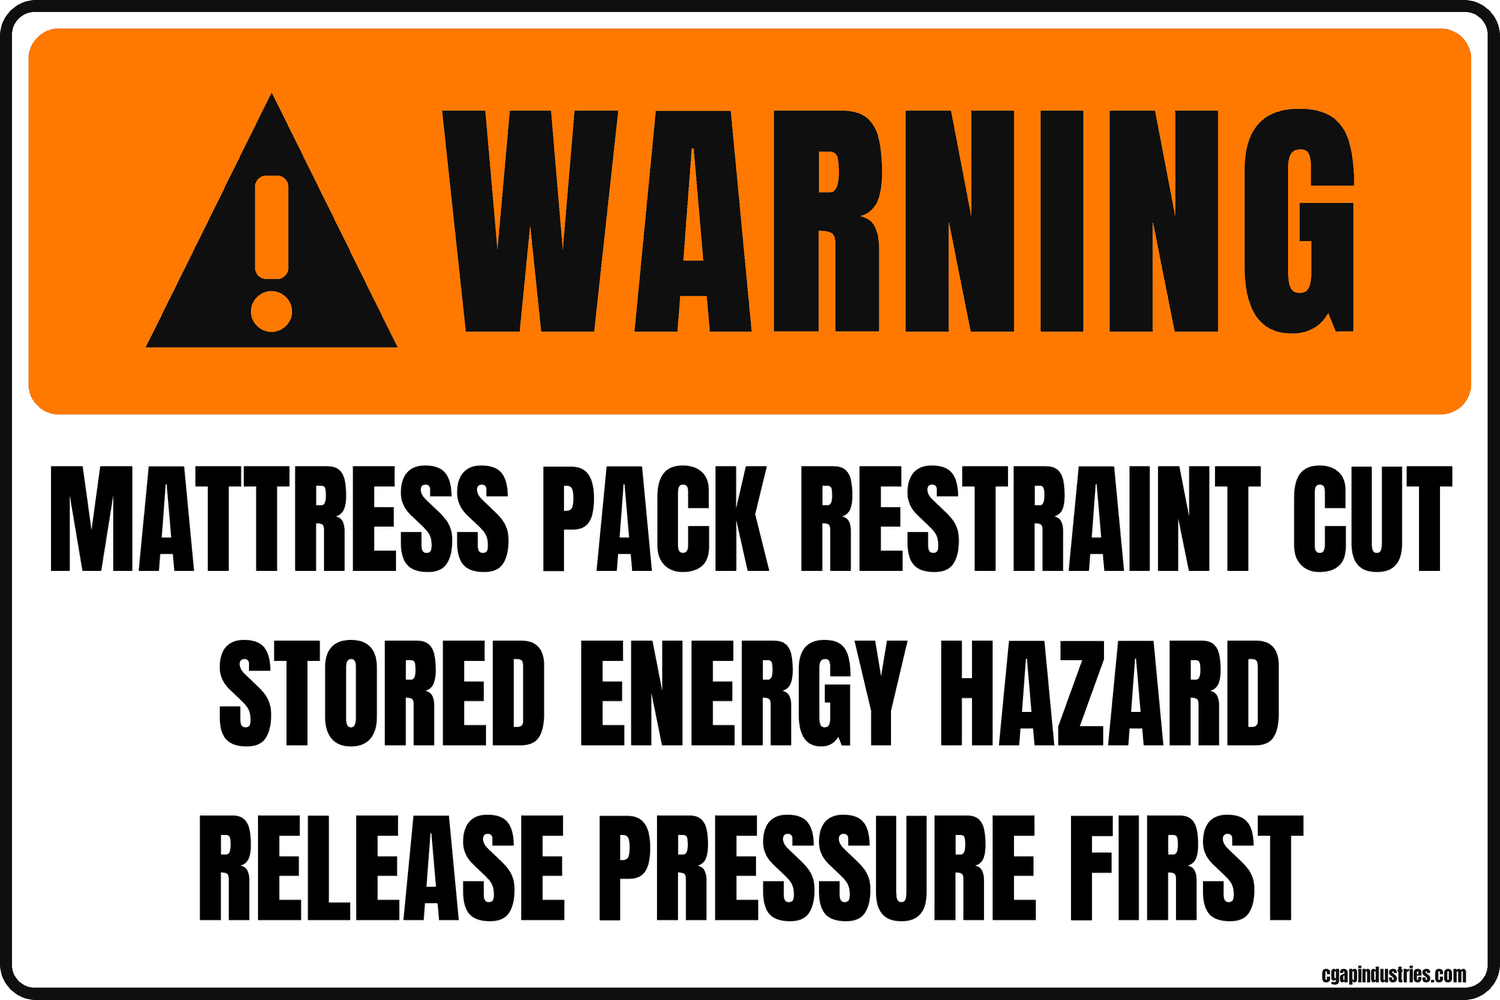 WARNING
MATTRESS PACK RESTRAINT CUT
STORED ENERGY HAZARD
RELEASE PRESSURE FIRST
cgapindustries.com